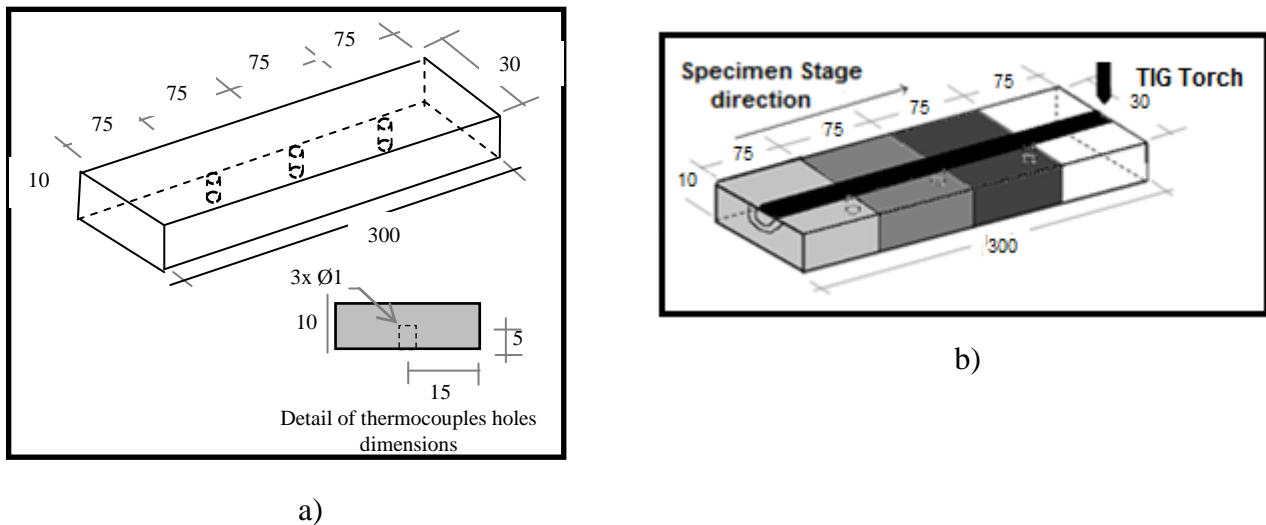 75
75
75
75
30
10
300
3x Ø1
10
5
15
Detail of thermocouples holes
dimensions
a)
Specimen Stage
direction
TIG Torch
75
75
75
75
30
10
300
b)